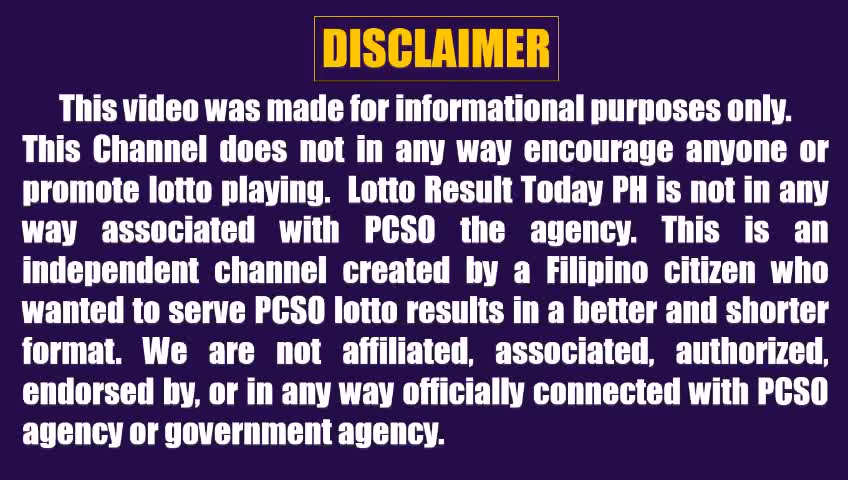 DISCLAIMER
This video was made for informational purposes only.
This Channel does not in any way encourage anyone or
promote lotto playing. Lotto Result Today PH is not in any
way associated with PCSO the agency. This is an
independent channel created by a Filipino citizen who
wanted to serve PCSO lotto results in a better and shorter
format. We are not affiliated, associated, authorized,
endorsed by, or in any way officially connected with PCSO
agency or government agency.